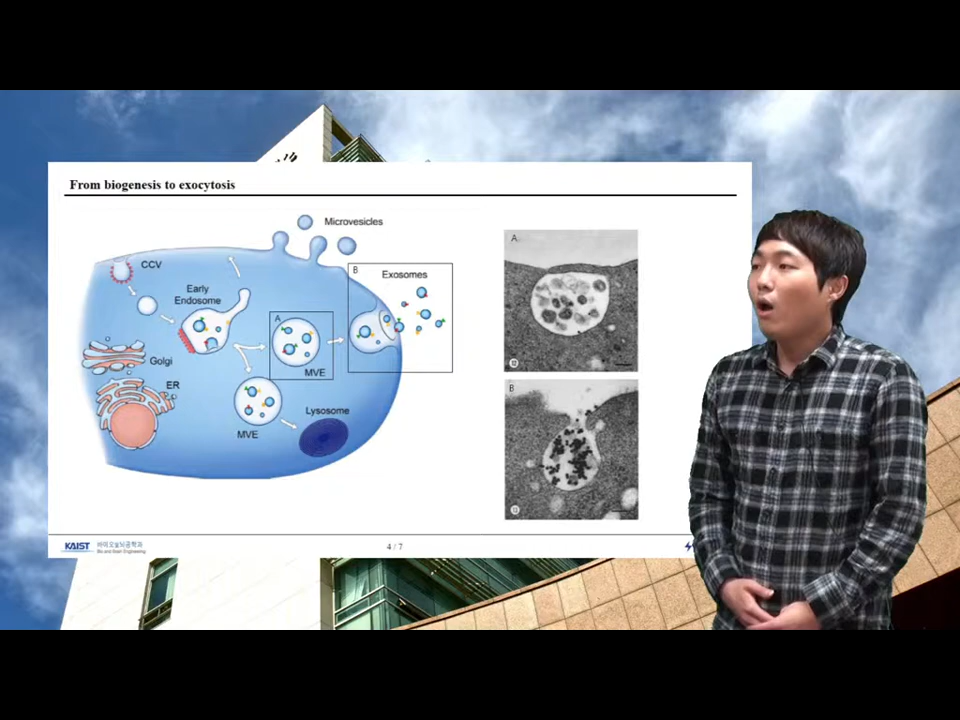 From biogenesis to exocytosis
Microvesicles
CCV
B
Exosomes
Early
Endosome
A
MVE
Golgi
ER
MVE
Lysosome
A
B
KAIST
바이오및뇌공학과
Bio and Brain Engineering
4 / 7